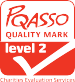 PQASSO
QUALITY MARK
level 2
Charities Evaluation Services